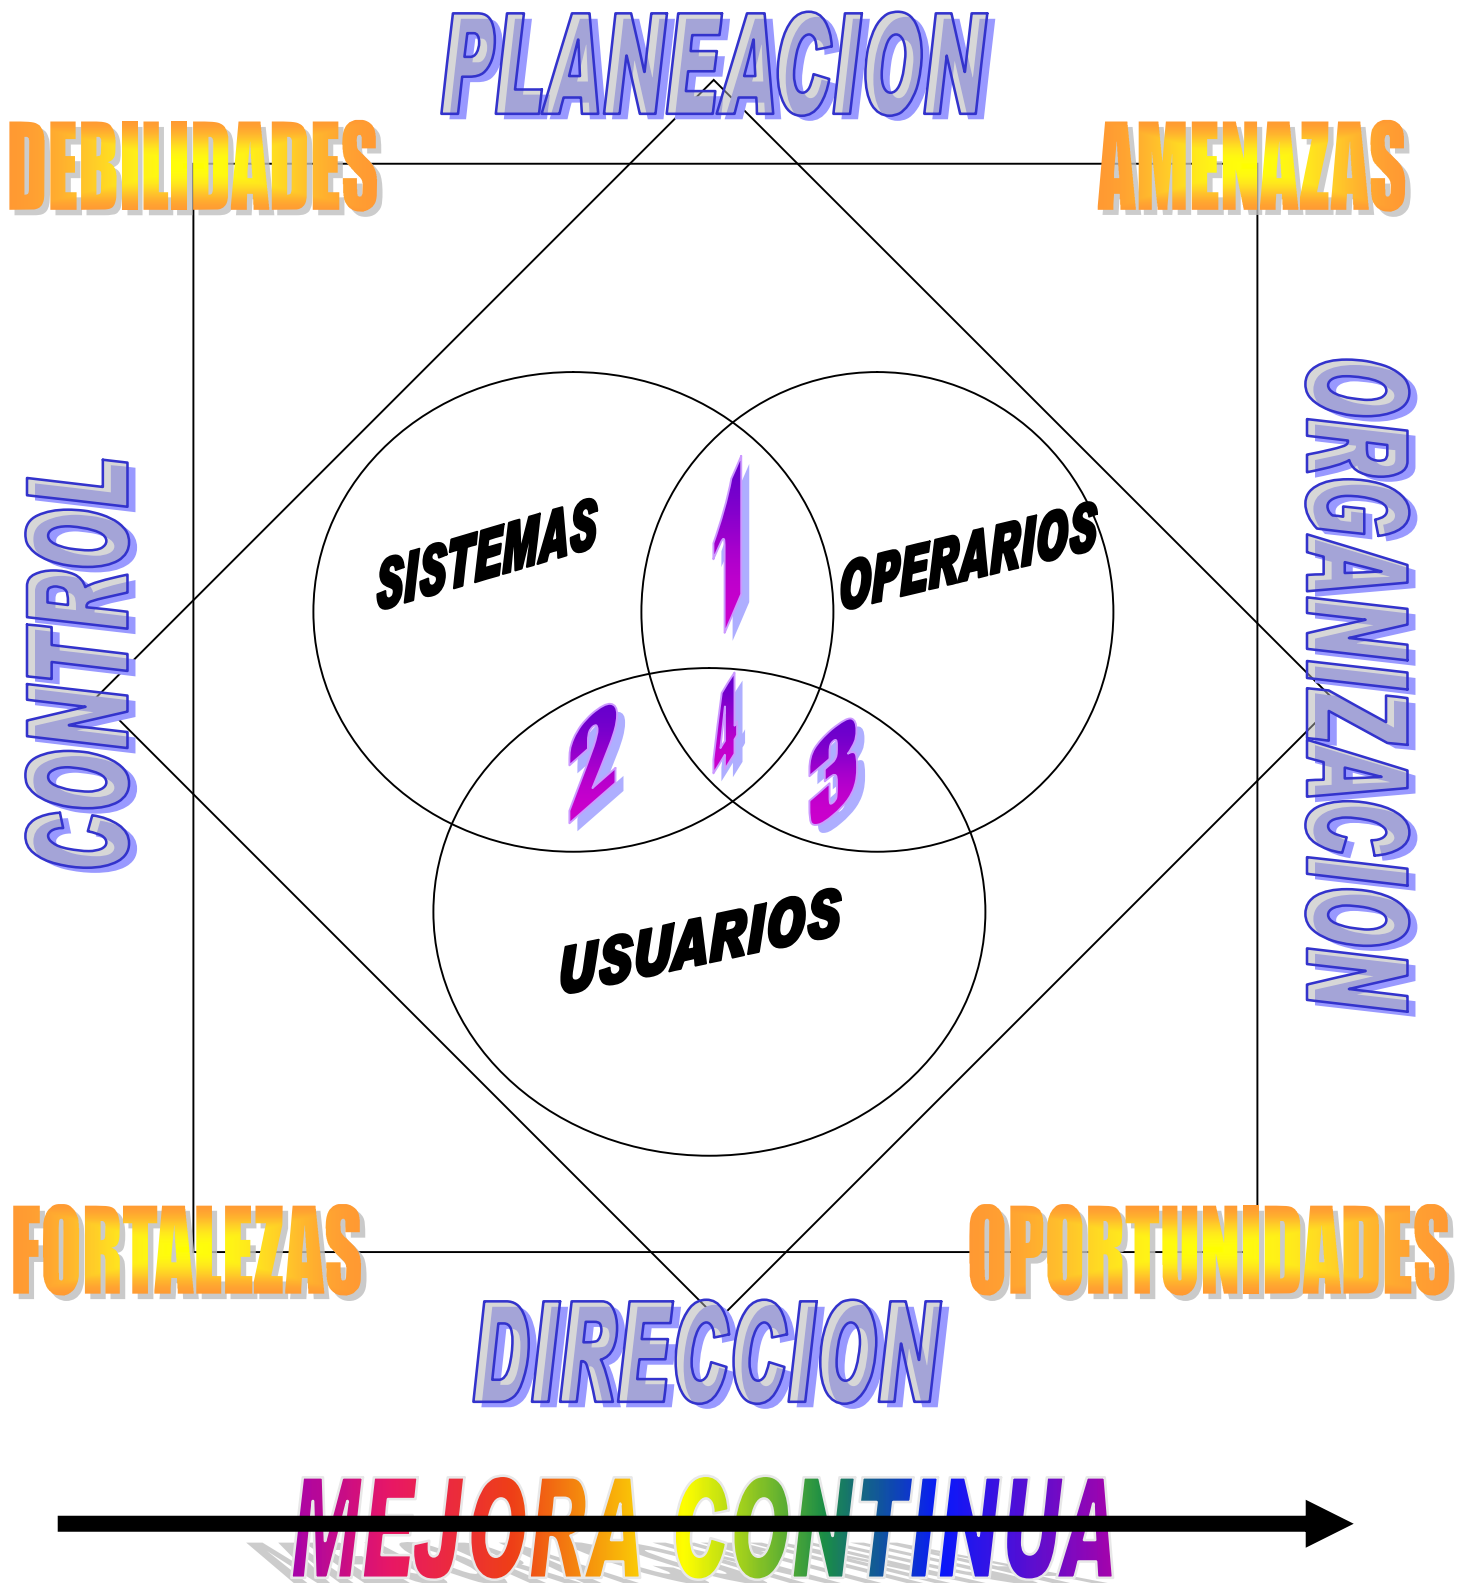 PLANEACION
DEBILIDADES
AMENAZAS
CONTROL
ORGANIZACION
SISTEMAS
1
OPERARIOS
2
4
3
USUARIOS
FORTALEZAS
OPORTUNIDADES
DIRECCION
MEJORA CONTINUA